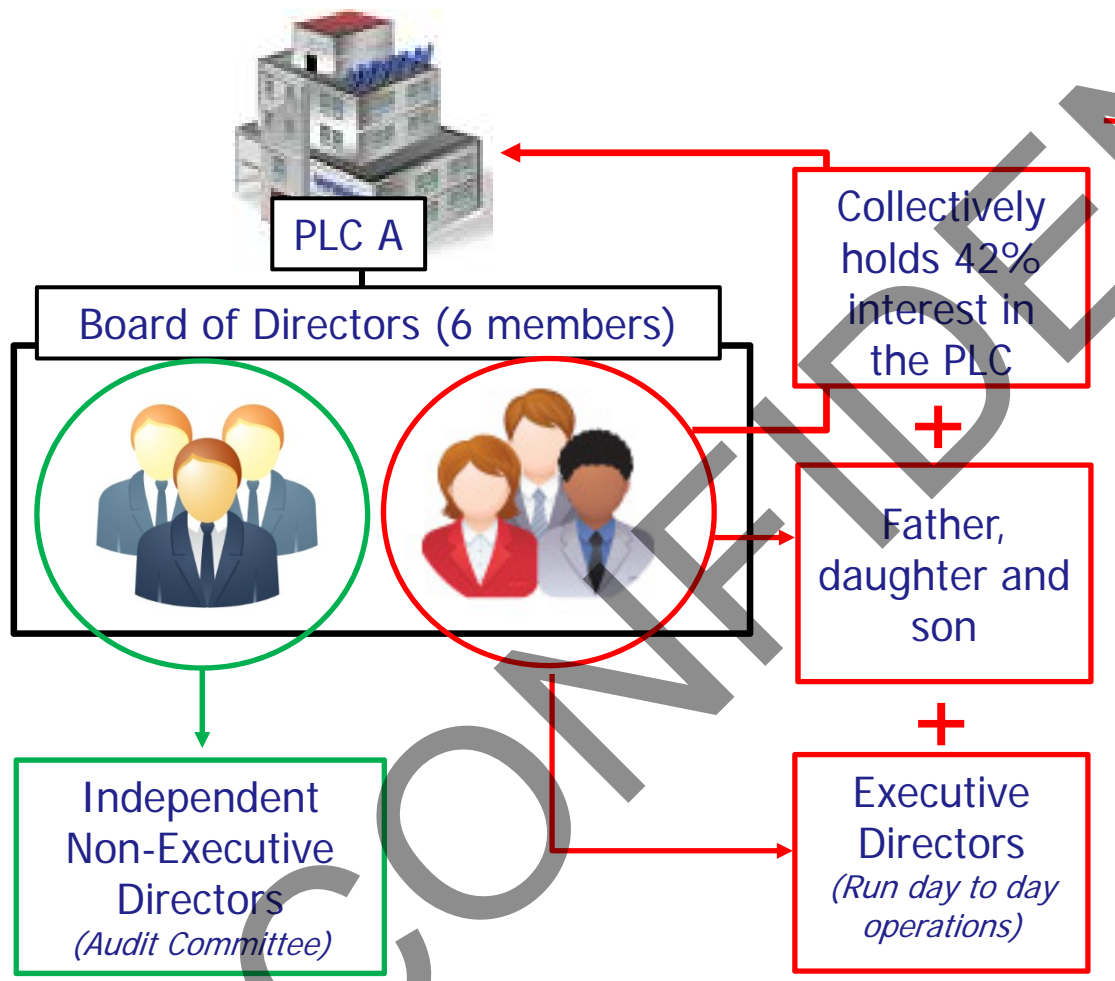 PLC A
Board of Directors (6 members)
Collectively
holds 42%
interest in
the PLC
+
Father,
daughter and
son
+
Executive
Directors
(Run day to day
operations)
Independent
Non-Executive
Directors
(Audit Committee)